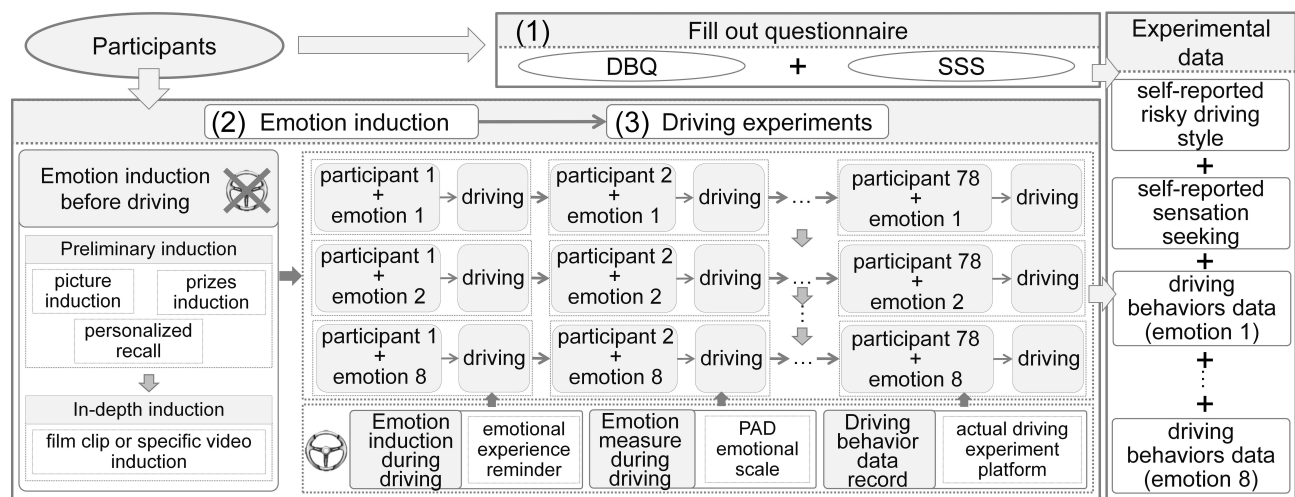 Participants
(1) Fill out questionnaire
DBQ + SSS
Experimental
data
self-reported
risky driving
style
+
self-reported
sensation
seeking
+
driving
behaviors data
(emotion 1)
+
⋮
+
driving
behaviors data
(emotion 8)
(2) Emotion induction
(3) Driving experiments
Emotion induction
before driving
Preliminary induction
picture
induction
prizes
induction
personalized
recall
In-depth induction
film clip or specific video
induction
participant 1
+
emotion 1
driving
participant 2
+
emotion 1
driving
...
participant 78
+
emotion 1
driving
participant 1
+
emotion 2
driving
participant 2
+
emotion 2
driving
...
participant 78
+
emotion 2
driving
⋮
participant 1
+
emotion 8
driving
participant 2
+
emotion 8
driving
...
participant 78
+
emotion 8
driving
Emotion
induction
during
driving
emotional
experience
reminder
Emotion
measure
during
driving
PAD
emotional
scale
Driving
behavior
data
record
actual driving
experiment
platform